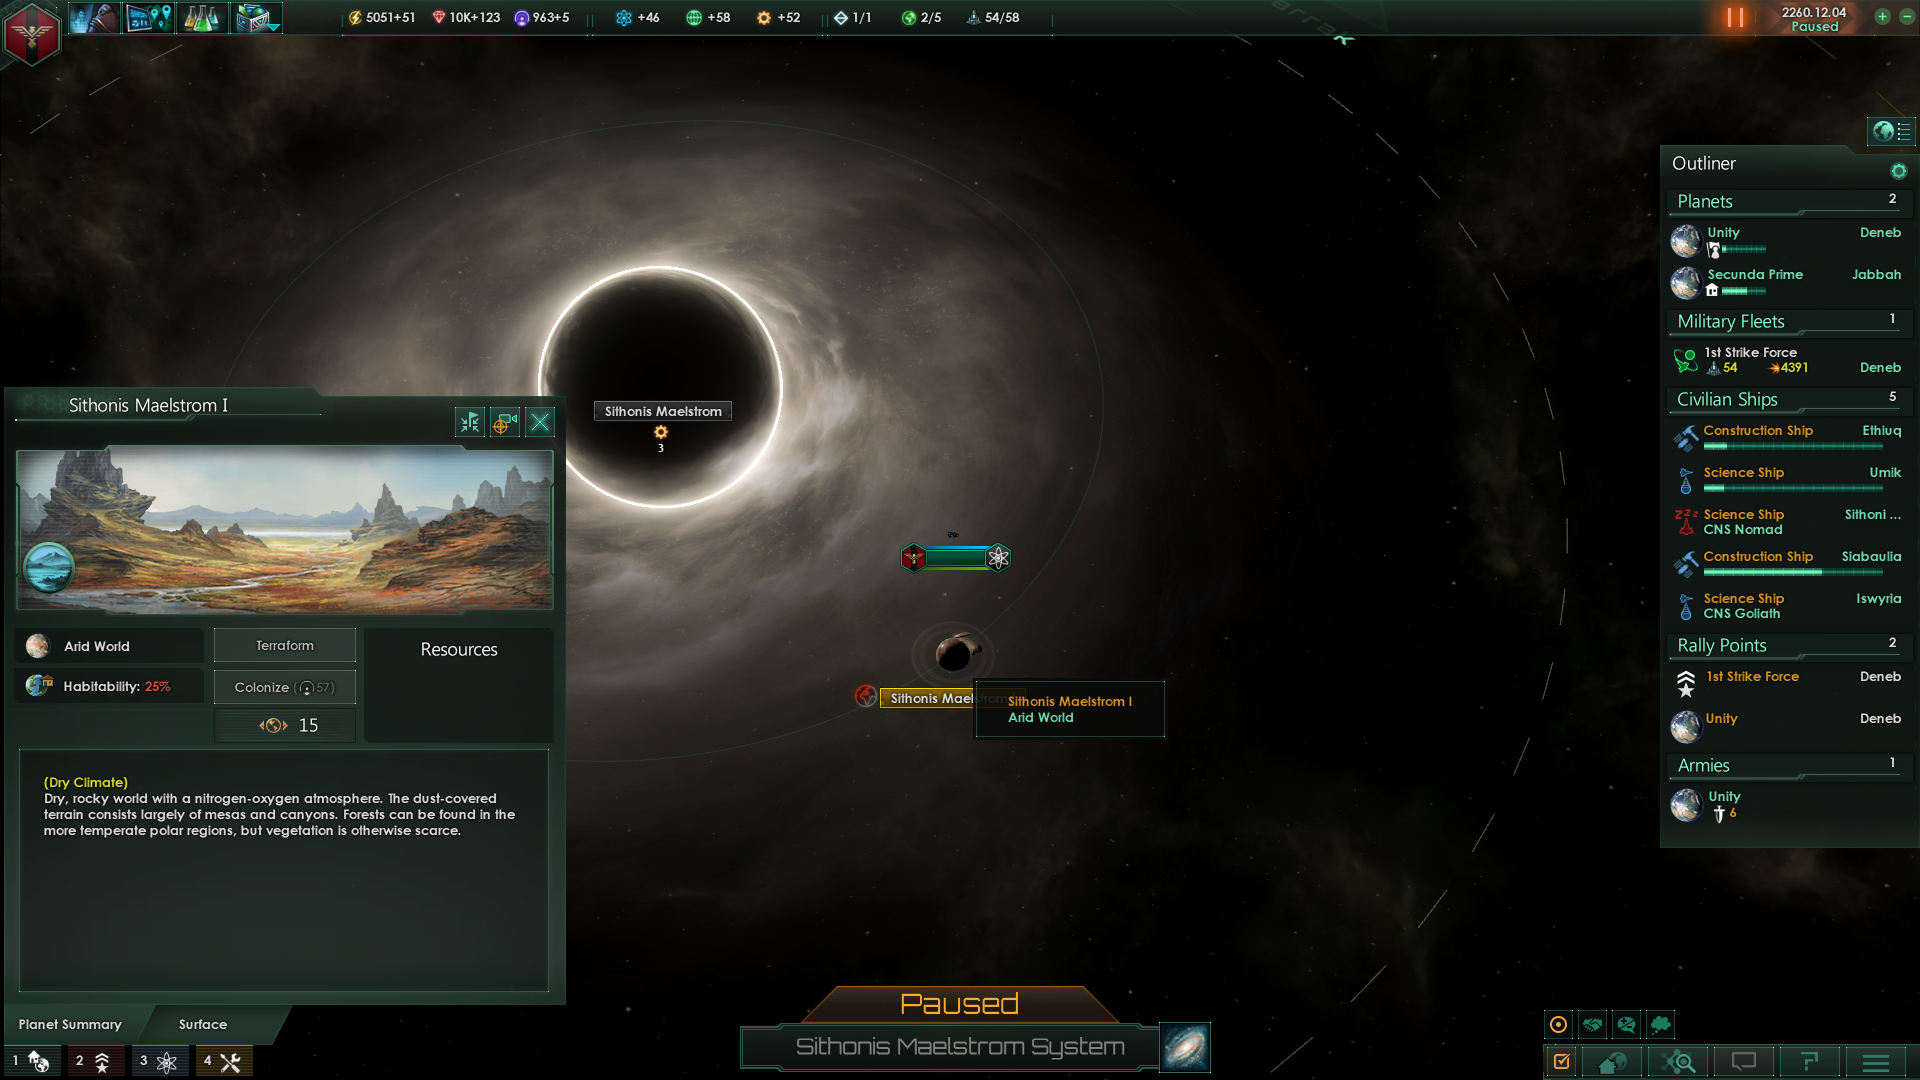 5051+51
10K+123
963+5
+46
+58
+52
1/1
2/5
54/58
2260.12.04
Paused
Outliner
Planets 2
Unity Deneb
Secunda Prime Jabbah
Military Fleets 1
1st Strike Force
54 4391 Deneb
Civilian Ships 5
Construction Ship Ethiuq
Science Ship Umik
Science Ship Sithoni ...
CNS Nomad
Construction Ship Siabaulia
Science Ship Iswyria
CNS Goliath
Rally Points 2
1st Strike Force Deneb
Unity Deneb
Armies 1
Unity
6
Sithonis Maelstrom
3
Sithonis Maelstrom I
Arid World
Terraform
Resources
Habitability: 25%
Colonize (57)
15
(Dry Climate)
Dry, rocky world with a nitrogen-oxygen atmosphere. The dust-covered
terrain consists largely of mesas and canyons. Forests can be found in the
more temperate polar regions, but vegetation is otherwise scarce.
Planet Summary
Surface
1
2
3
4
Sithonis Mael
Sithonis Maelstrom I
Arid World
Paused
Sithonis Maelstrom System